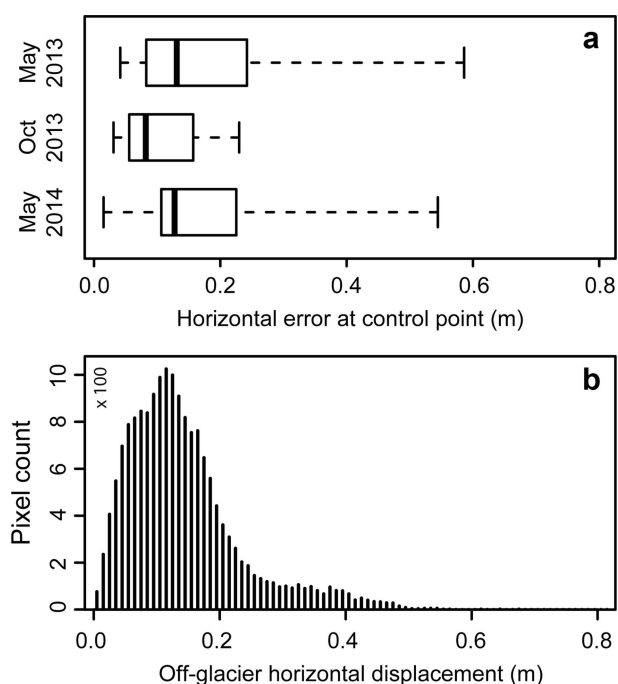 a
May
2013
Oct
2013
May
2014
0.0 0.2 0.4 0.6 0.8
Horizontal error at control point (m)
b
x 100
10
8
6
4
2
0
Pixel count
0.0 0.2 0.4 0.6 0.8
Off-glacier horizontal displacement (m)